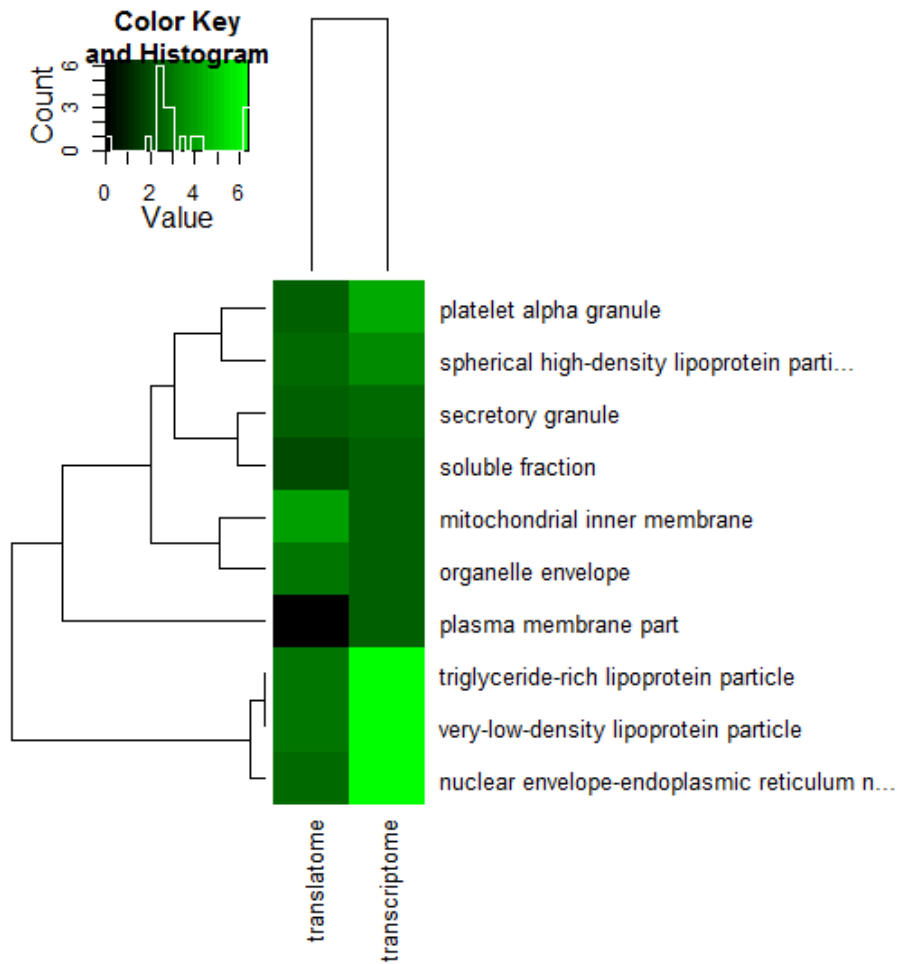 Color Key
and Histogram
Count
0 3 6
0 2 4 6
Value
platelet alpha granule
spherical high-density lipoprotein parti...
secretory granule
soluble fraction
mitochondrial inner membrane
organelle envelope
plasma membrane part
triglyceride-rich lipoprotein particle
very-low-density lipoprotein particle
nuclear envelope-endoplasmic reticulum n...
translatome
transcriptome